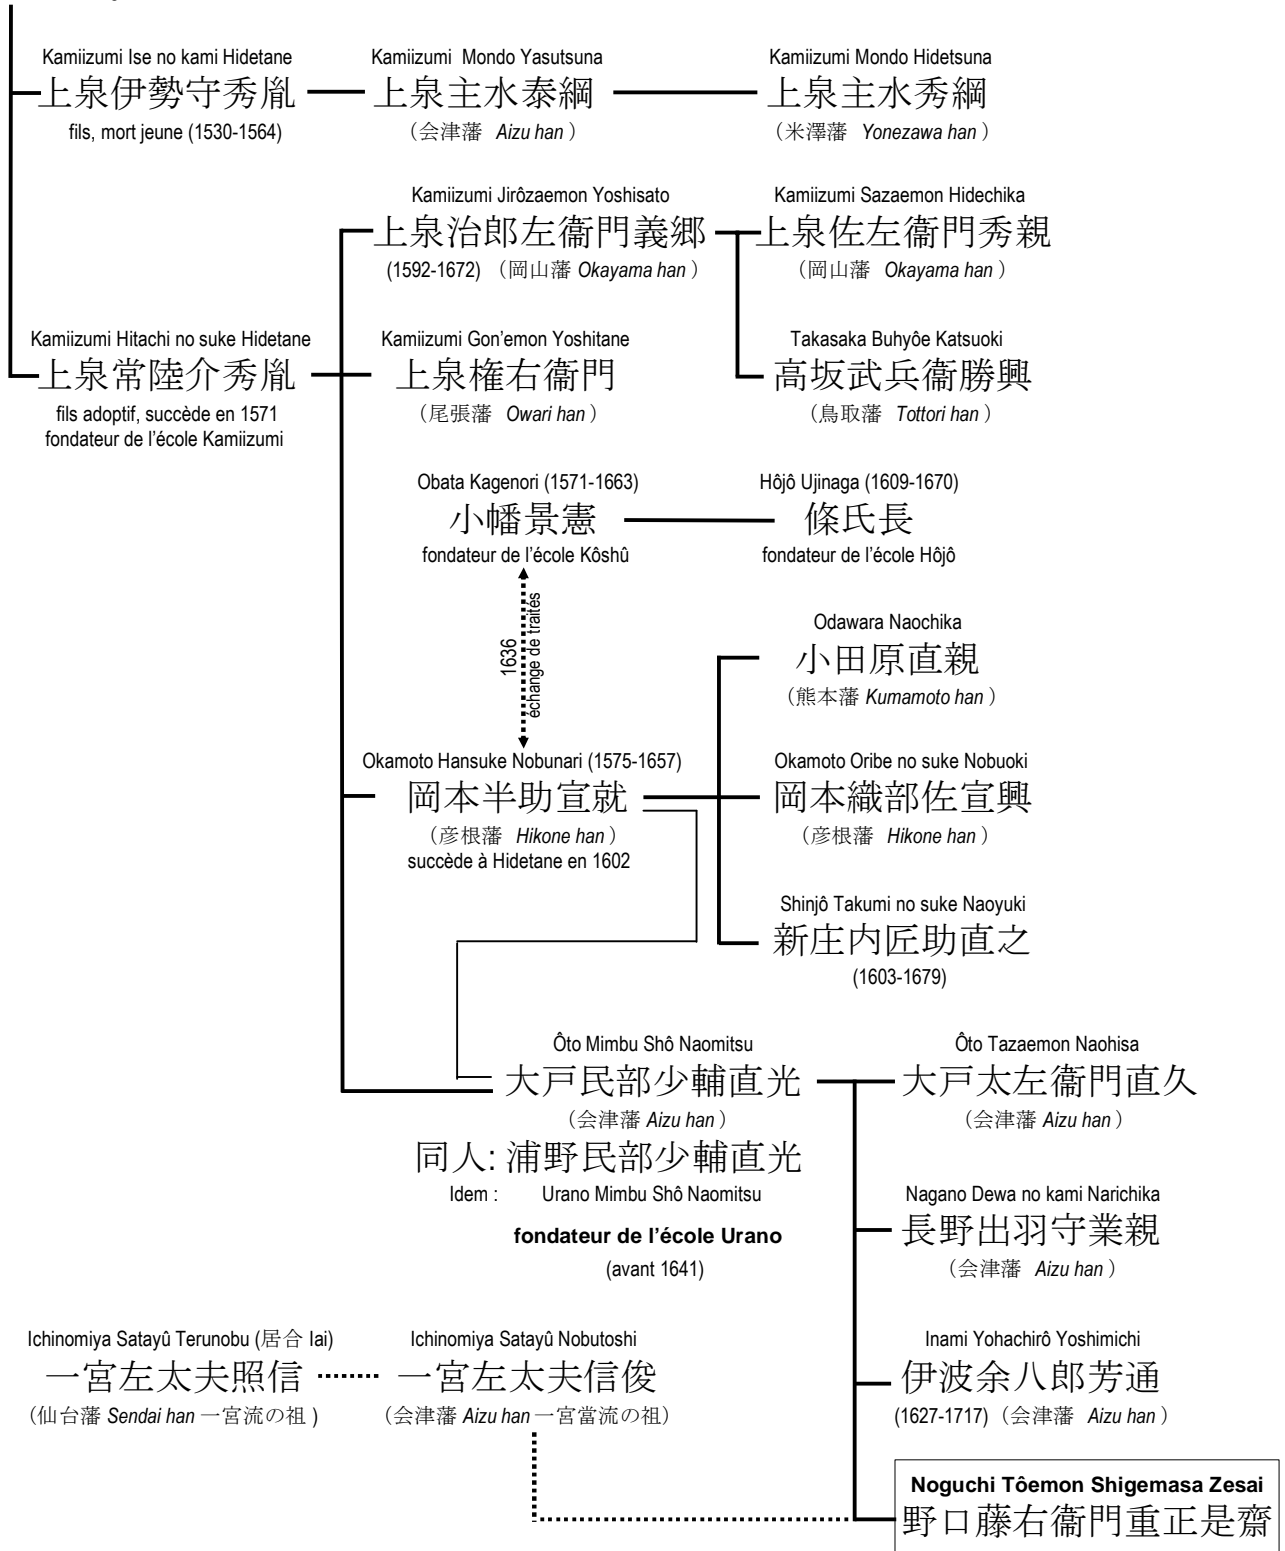 Kamiizumi Ise no kami Hidetane
上泉伊勢守秀胤
fils, mort jeune (1530-1564)
Kamiizumi Mondo Yasutsuna
上泉主水泰綱
（会津藩 Aizu han）
Kamiizumi Mondo Hidetsuna
上泉主水秀綱
（米澤藩 Yonezawa han）
Kamiizumi Jirôzaemon Yoshisato
上泉治郎左衞門義郷
(1592-1672) （岡山藩 Okayama han）
Kamiizumi Sazaemon Hidechika
上泉佐左衞門秀親
（岡山藩 Okayama han）
Kamiizumi Hitachi no suke Hidetane
上泉常陸介秀胤
fils adoptif, succède en 1571
fondateur de l’école Kamiizumi
Kamiizumi Gon’emon Yoshitane
上泉権右衞門
（尾張藩 Owari han）
Takasaka Buhyôe Katsuoki
高坂武兵衞勝興
（鳥取藩 Tottori han）
Obata Kagenori (1571-1663)
小幡景憲
fondateur de l’école Kôshû
Hôjô Ujinaga (1609-1670)
條氏長
fondateur de l’école Hôjô
1636
échange de traités
Odawara Naochika
小田原直親
（熊本藩 Kumamoto han）
Okamoto Hansuke Nobunari (1575-1657)
岡本半助宣就
（彦根藩 Hikone han）
succède à Hidetane en 1602
Okamoto Oribe no suke Nobuoki
岡本織部佐宣興
（彦根藩 Hikone han）
Shinjô Takumi no suke Naoyuki
新庄内匠助直之
(1603-1679)
Ôto Mimbu Shô Naomitsu
大戸民部少輔直光
（会津藩 Aizu han）
同人: 浦野民部少輔直光
Idem : Urano Mimbu Shô Naomitsu
fondateur de l’école Urano
(avant 1641)
Ôto Tazaemon Naohisa
大戸太左衞門直久
（会津藩 Aizu han）
Nagano Dewa no kami Narichika
長野出羽守業親
（会津藩 Aizu han）
Ichinomiya Satayû Terunobu (居合 Iai)
一宮左太夫照信
（仙台藩 Sendai han 一宮流の祖 )
Ichinomiya Satayû Nobutoshi
一宮左太夫信俊
（会津藩 Aizu han 一宮當流の祖）
Inami Yohachirô Yoshimichi
伊波余八郎芳通
(1627-1717)（会津藩 Aizu han）
Noguchi Tôemon Shigemasa Zesai
野口藤右衞門重正是齋